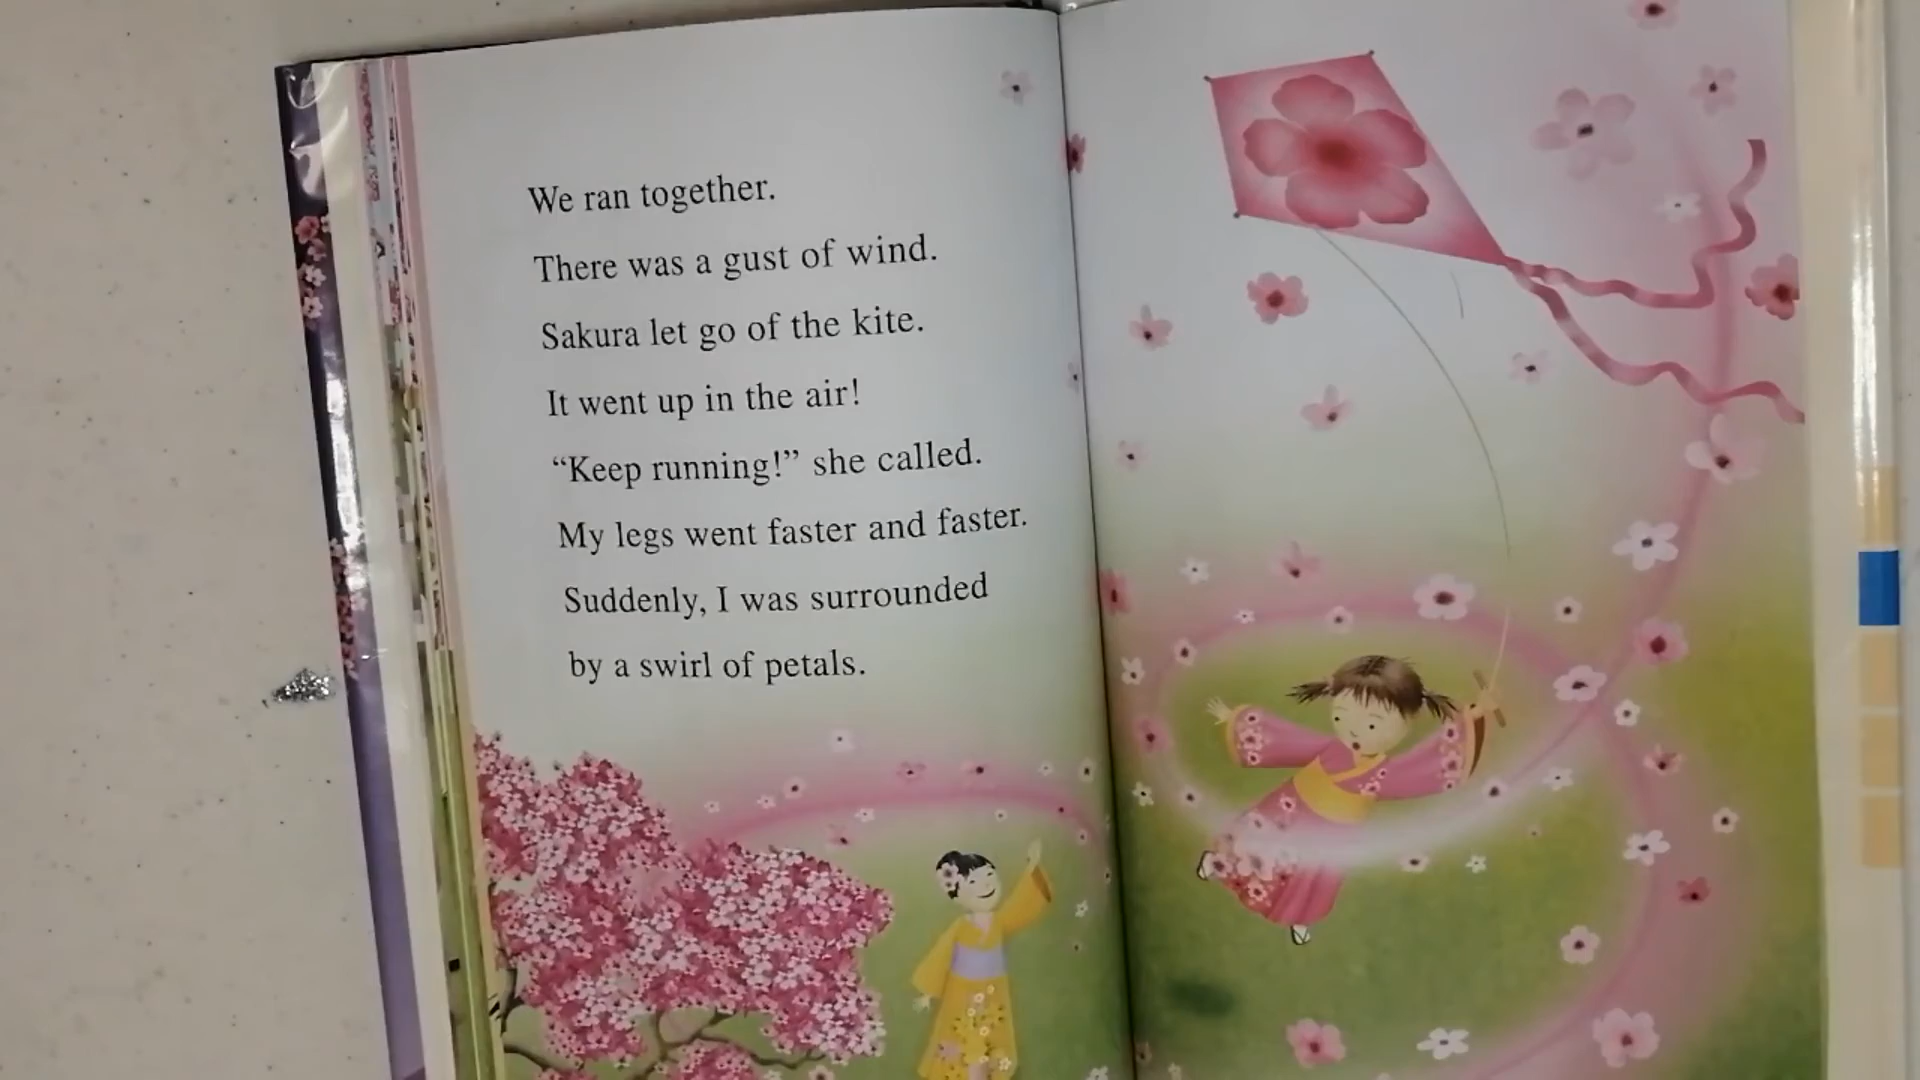 We ran together.
There was a gust of wind.
Sakura let go of the kite.
It went up in the air!
“Keep running!” she called.
My legs went faster and faster.
Suddenly, I was surrounded
by a swirl of petals.